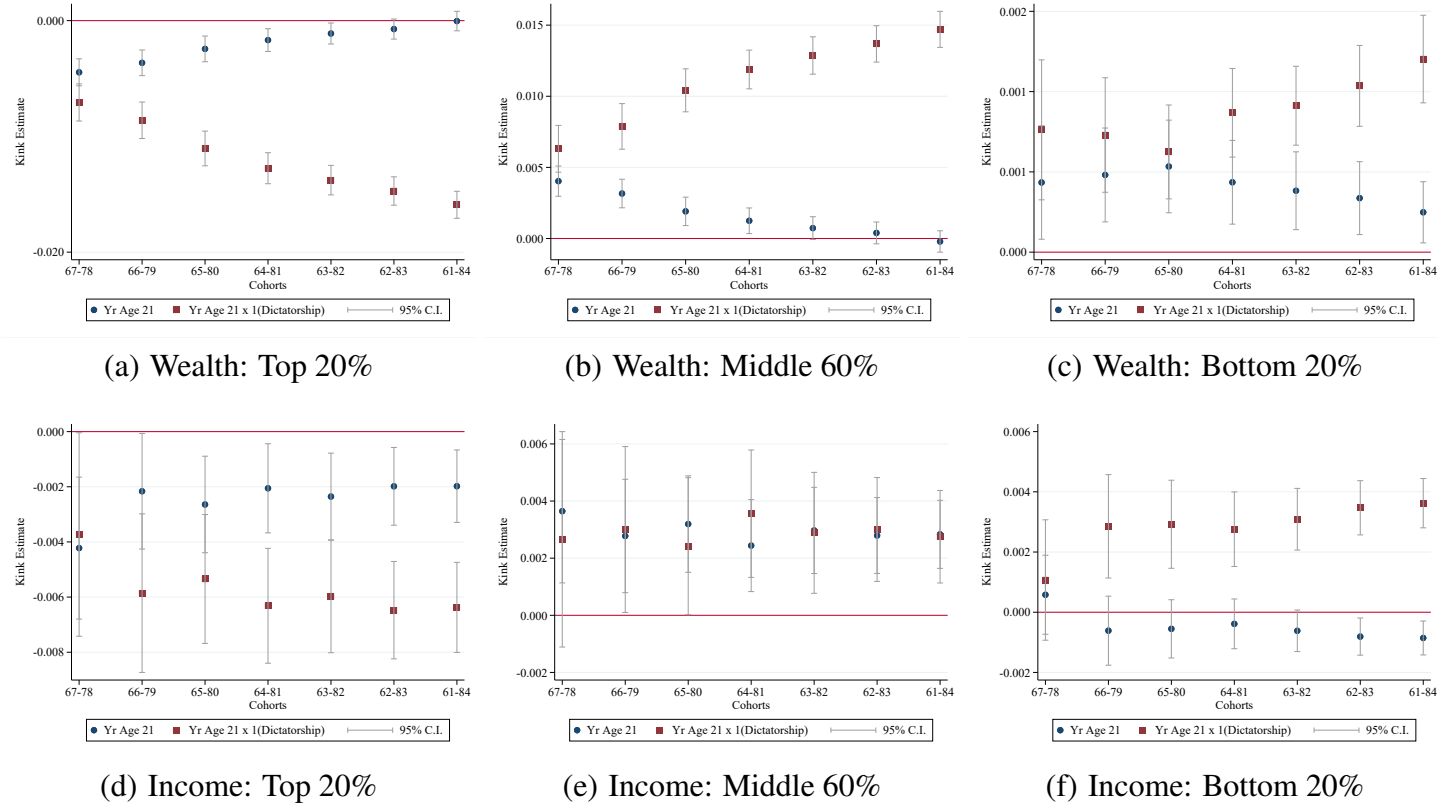 0.000
-0.020
Kink Estimate
67-78 66-79 65-80 64-81 63-82 62-83 61-84
Cohorts
Yr Age 21 Yr Age 21 x 1(Dictatorship) 95% C.I.
(a) Wealth: Top 20%
0.015
0.010
0.005
0.000
Kink Estimate
67-78 66-79 65-80 64-81 63-82 62-83 61-84
Cohorts
Yr Age 21 Yr Age 21 x 1(Dictatorship) 95% C.I.
(b) Wealth: Middle 60%
0.002
0.001
0.001
0.000
Kink Estimate
67-78 66-79 65-80 64-81 63-82 62-83 61-84
Cohorts
Yr Age 21 Yr Age 21 x 1(Dictatorship) 95% C.I.
(c) Wealth: Bottom 20%
0.000
-0.002
-0.004
-0.006
-0.008
Kink Estimate
67-78 66-79 65-80 64-81 63-82 62-83 61-84
Cohorts
Yr Age 21 Yr Age 21 x 1(Dictatorship) 95% C.I.
(d) Income: Top 20%
0.006
0.004
0.002
0.000
-0.002
Kink Estimate
67-78 66-79 65-80 64-81 63-82 62-83 61-84
Cohorts
Yr Age 21 Yr Age 21 x 1(Dictatorship) 95% C.I.
(e) Income: Middle 60%
0.006
0.004
0.002
0.000
-0.002
Kink Estimate
67-78 66-79 65-80 64-81 63-82 62-83 61-84
Cohorts
Yr Age 21 Yr Age 21 x 1(Dictatorship) 95% C.I.
(f) Income: Bottom 20%